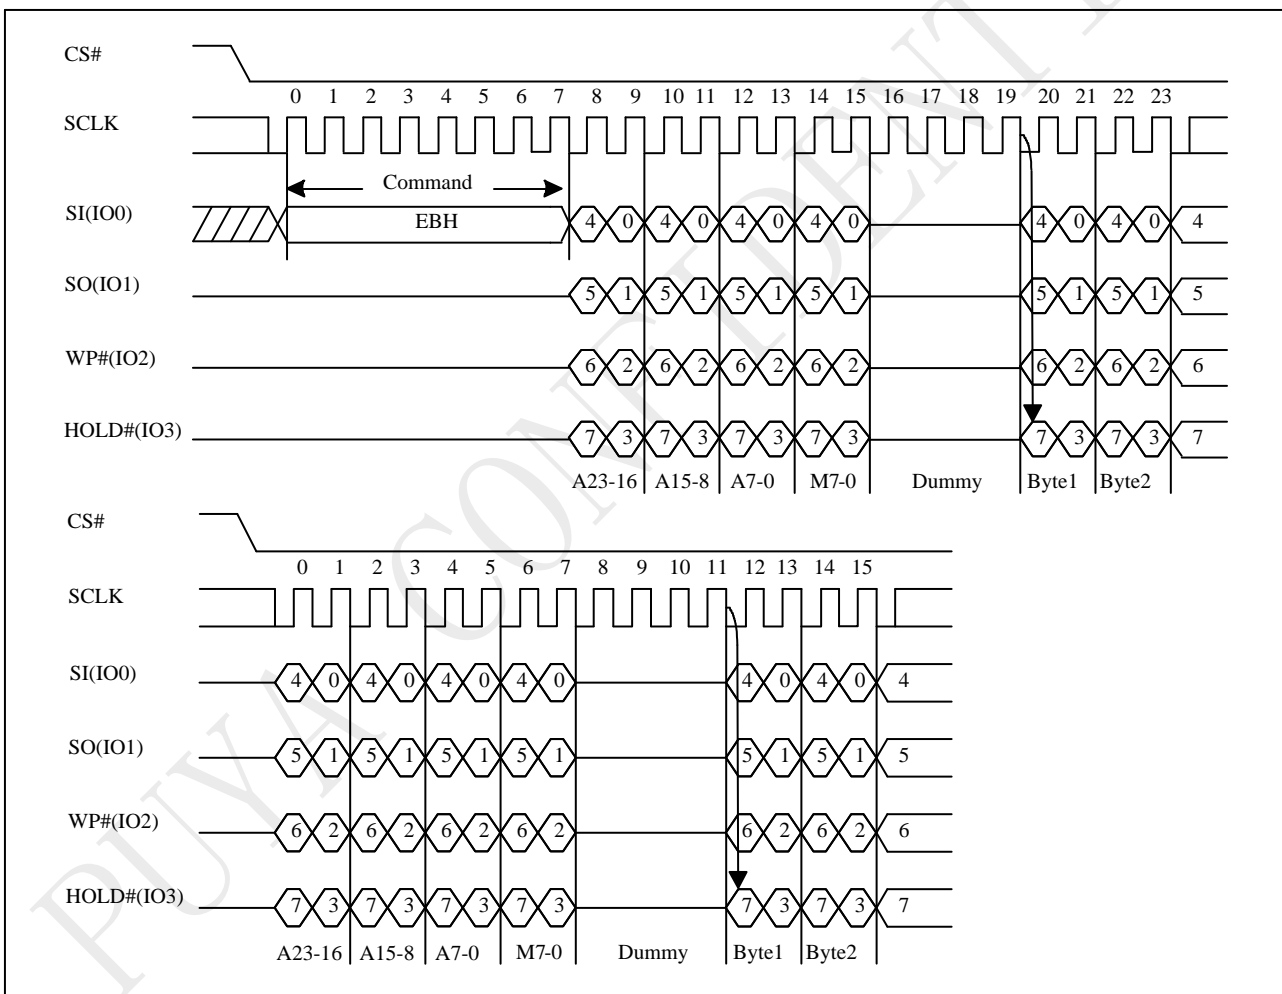 CS#
0 1 2 3 4 5 6 7 8 9 10 11 12 13 14 15 16 17 18 19 20 21 22 23
SCLK
Command
SI(IO0) EBH 4 0 4 0 4 0 4 0 4 0 4 0 4
SO(IO1) 5 1 5 1 5 1 5 1 5 1 5 1 5
WP#(IO2) 6 2 6 2 6 2 6 2 6 2 6 2 6
HOLD#(IO3) 7 3 7 3 7 3 7 3 7 3 7 3 7
A23-16 A15-8 A7-0 M7-0 Dummy Byte1 Byte2
CS#
0 1 2 3 4 5 6 7 8 9 10 11 12 13 14 15
SCLK
SI(IO0) 4 0 4 0 4 0 4 0 4 0 4 0 4
SO(IO1) 5 1 5 1 5 1 5 1 5 1 5 1 5
WP#(IO2) 6 2 6 2 6 2 6 2 6 2 6 2 6
HOLD#(IO3) 7 3 7 3 7 3 7 3 7 3 7 3 7
A23-16 A15-8 A7-0 M7-0 Dummy Byte1 Byte2
PUYA CONFIDENTI